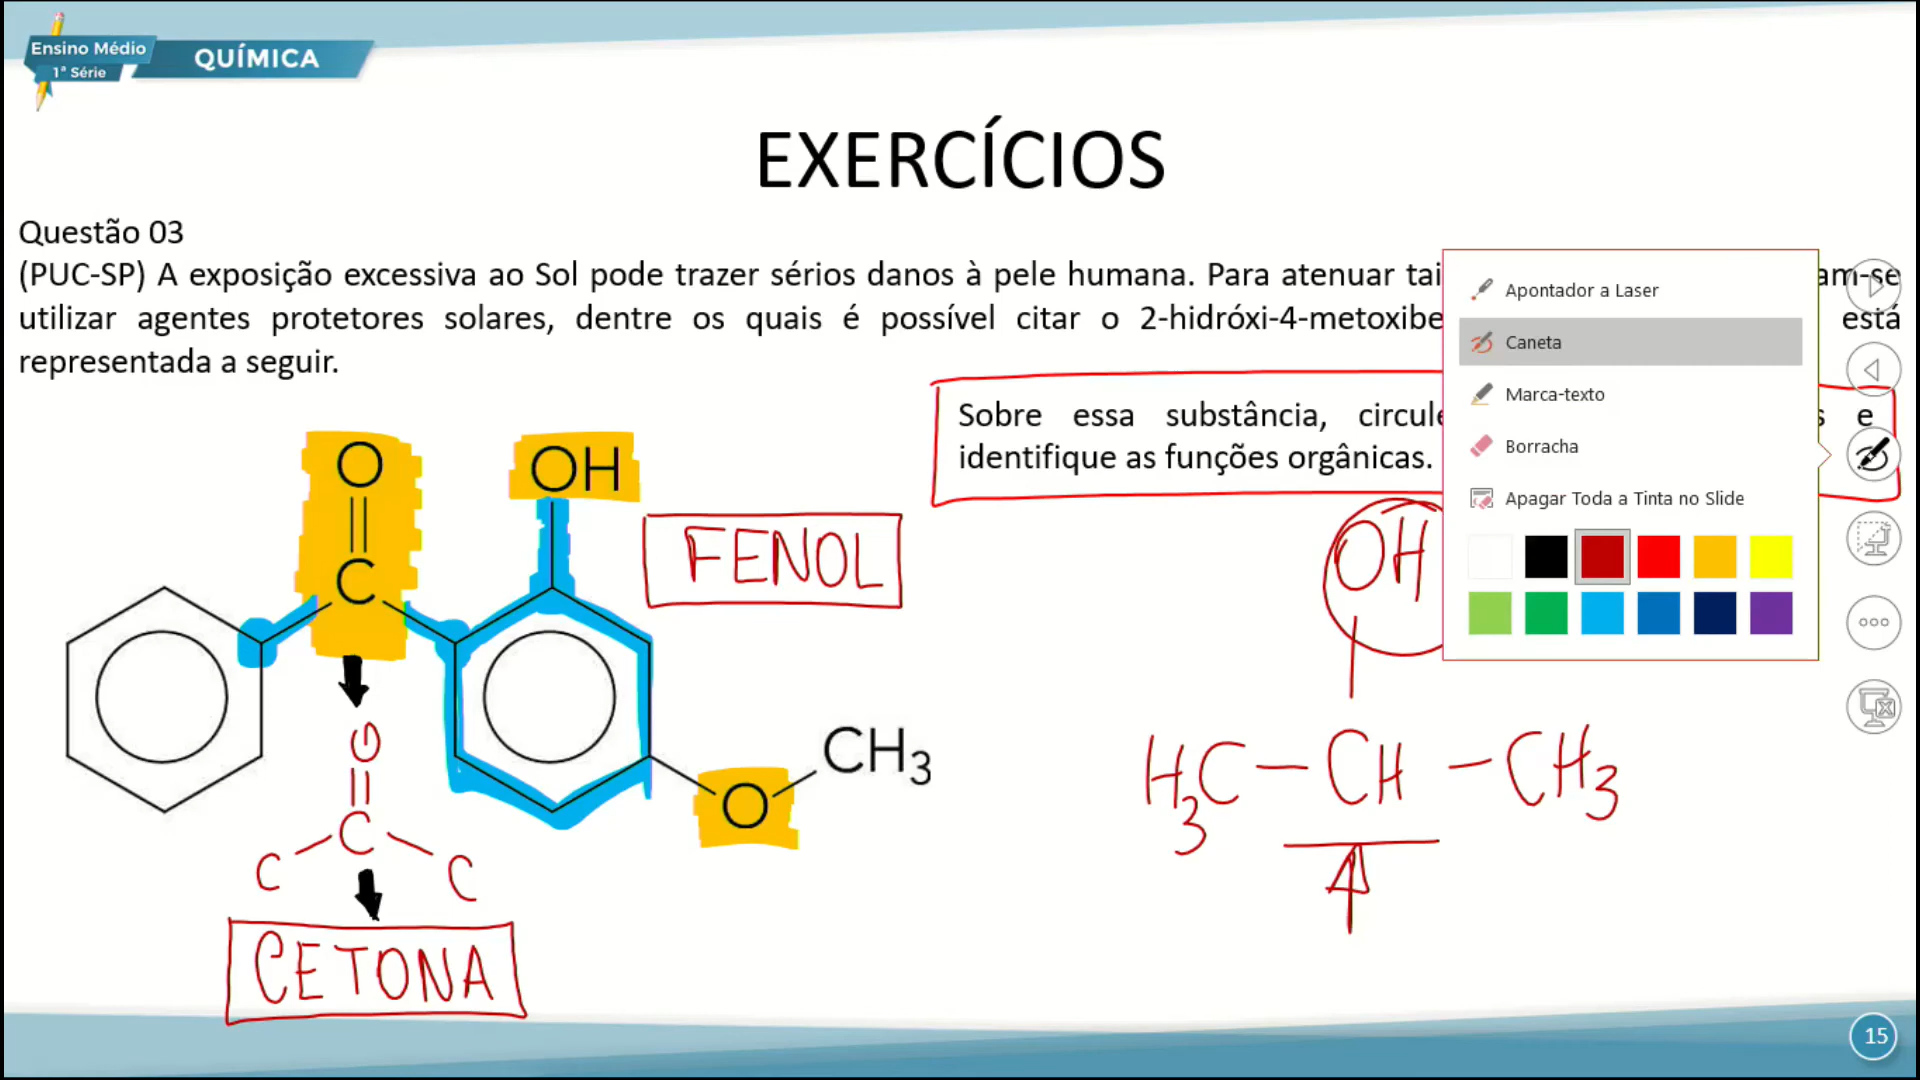 Ensino Médio
1ª Série
QUÍMICA
EXERCÍCIOS
Questão 03
(PUC-SP) A exposição excessiva ao Sol pode trazer sérios danos à pele humana. Para atenuar tai am-se
utilizar agentes protetores solares, dentre os quais é possível citar o 2-hidróxi-4-metoxibe está
representada a seguir.
Sobre essa substância, circule s e
identifique as funções orgânicas.
Apontador a Laser
Caneta
Marca-texto
Borracha
Apagar Toda a Tinta no Slide
O
OH
C
FENOL
OH
O
CH3
O
C
C C
CETONA
H3C - CH - CH3
15